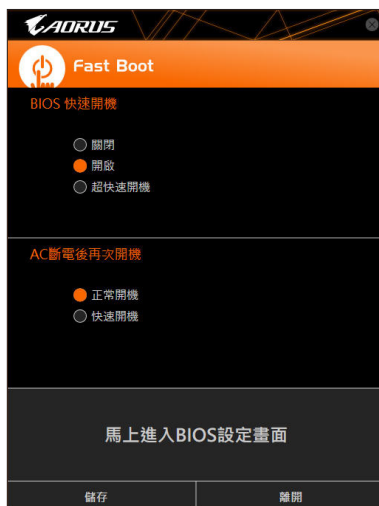 AORUS
Fast Boot
BIOS 快速開機
關閉
開啟
超快速開機
AC斷電後再次開機
正常開機
快速開機
馬上進入BIOS設定畫面
儲存
離開